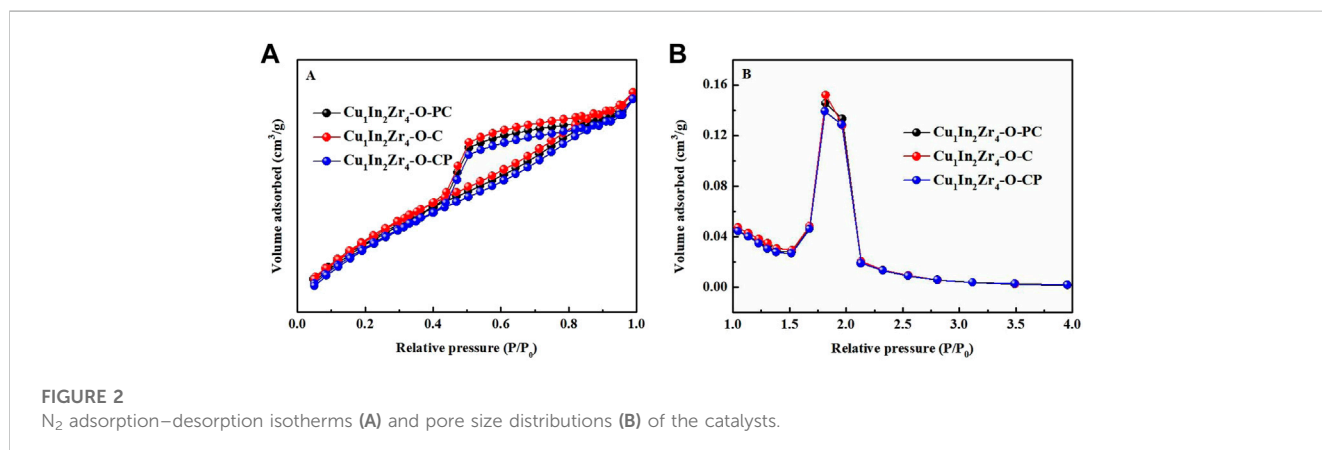 A
A
Cu₁In₂Zr₄-O-PC
Cu₁In₂Zr₄-O-C
Cu₁In₂Zr₄-O-CP
Volume adsorbed (cm³/g)
0.0 0.2 0.4 0.6 0.8 1.0
Relative pressure (P/P₀)
B
B
0.16
0.12
0.08
0.04
0.00
Cu₁In₂Zr₄-O-PC
Cu₁In₂Zr₄-O-C
Cu₁In₂Zr₄-O-CP
Volume adsorbed (cm³/g)
1.0 1.5 2.0 2.5 3.0 3.5 4.0
Relative pressure (P/P₀)
FIGURE 2
N₂ adsorption–desorption isotherms (A) and pore size distributions (B) of the catalysts.